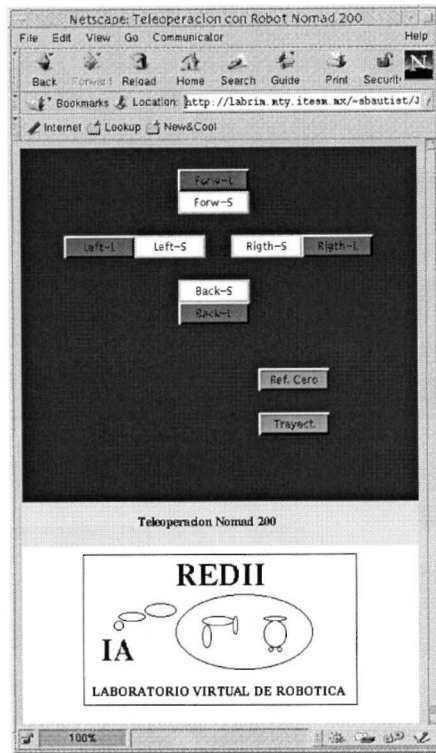 Netscape: Teleoperacion con Robot Nomad 200
File Edit View Go Communicator Help
Back Forward Reload Home Search Guide Print Securit
Bookmarks Location: http://labrim.mty.itesm.mx/~sbautist/J
Internet Lookup New&Cool
Forw-L
Forw-S
Left-L Left-S Rigth-S Rigth-L
Back-S
Back-L
Ref. Cero
Trayect.
Teleoperacion Nomad 200
REDII
IA
LABORATORIO VIRTUAL DE ROBOTICA
100%